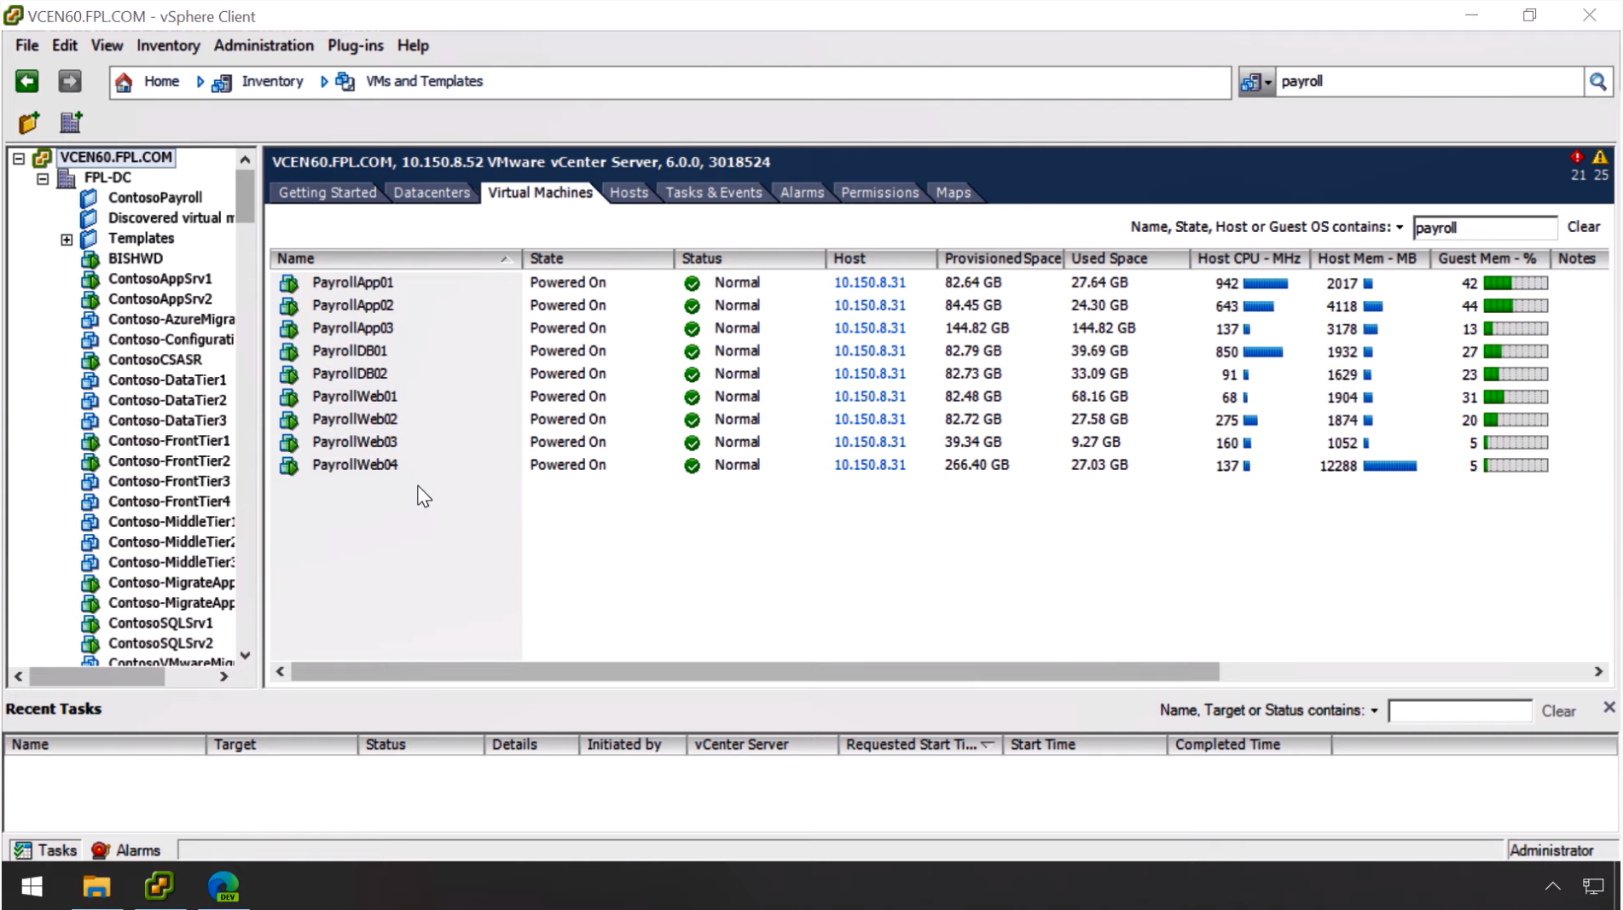 VCEN60.FPL.COM - vSphere Client
File Edit View Inventory Administration Plug-ins Help
Home Inventory VMs and Templates payroll
VCEN60.FPL.COM
FPL-DC
ContosoPayroll
Discovered virtual m
Templates
BISHWD
ContosoAppSrv1
ContosoAppSrv2
Contoso-AzureMigra
Contoso-Configurati
ContosoCSASR
Contoso-DataTier1
Contoso-DataTier2
Contoso-DataTier3
Contoso-FrontTier1
Contoso-FrontTier2
Contoso-FrontTier3
Contoso-FrontTier4
Contoso-MiddleTier1
Contoso-MiddleTier2
Contoso-MiddleTier3
Contoso-MigrateApp
Contoso-MigrateApp
ContosoSQLSrv1
ContosoSQLSrv2
ContosoVMwareMig
VCEN60.FPL.COM, 10.150.8.52 VMware vCenter Server, 6.0.0, 3018524
21 25
Getting Started Datacenters Virtual Machines Hosts Tasks & Events Alarms Permissions Maps
Name, State, Host or Guest OS contains: payroll Clear
Name State Status Host Provisioned Space Used Space Host CPU - MHz Host Mem - MB Guest Mem - % Notes
PayrollApp01 Powered On Normal 10.150.8.31 82.64 GB 27.64 GB 942 2017 42
PayrollApp02 Powered On Normal 10.150.8.31 84.45 GB 24.30 GB 643 4118 44
PayrollApp03 Powered On Normal 10.150.8.31 144.82 GB 144.82 GB 137 3178 13
PayrollDB01 Powered On Normal 10.150.8.31 82.79 GB 39.69 GB 850 1932 27
PayrollDB02 Powered On Normal 10.150.8.31 82.73 GB 33.09 GB 91 1629 23
PayrollWeb01 Powered On Normal 10.150.8.31 82.48 GB 68.16 GB 68 1904 31
PayrollWeb02 Powered On Normal 10.150.8.31 82.72 GB 27.58 GB 275 1874 20
PayrollWeb03 Powered On Normal 10.150.8.31 39.34 GB 9.27 GB 160 1052 5
PayrollWeb04 Powered On Normal 10.150.8.31 266.40 GB 27.03 GB 137 12288 5
Recent Tasks Name, Target or Status contains: Clear
Name Target Status Details Initiated by vCenter Server Requested Start Ti... Start Time Completed Time
Tasks Alarms Administrator
DEV